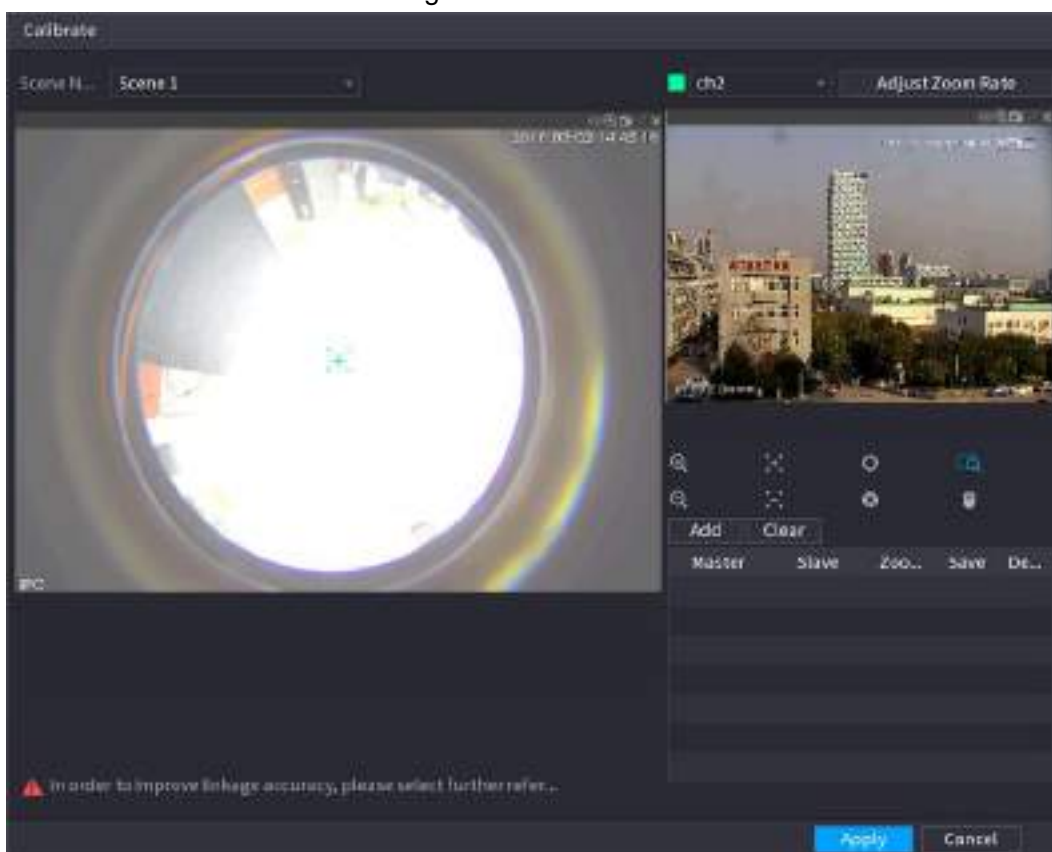 Calibrate
Scene N... Scene 1
ch2
Adjust Zoom Rate
IPC
Add Clear
Master Slave Zoo... Save De...
In order to improve linkage accuracy, please select further refer...
Apply Cancel